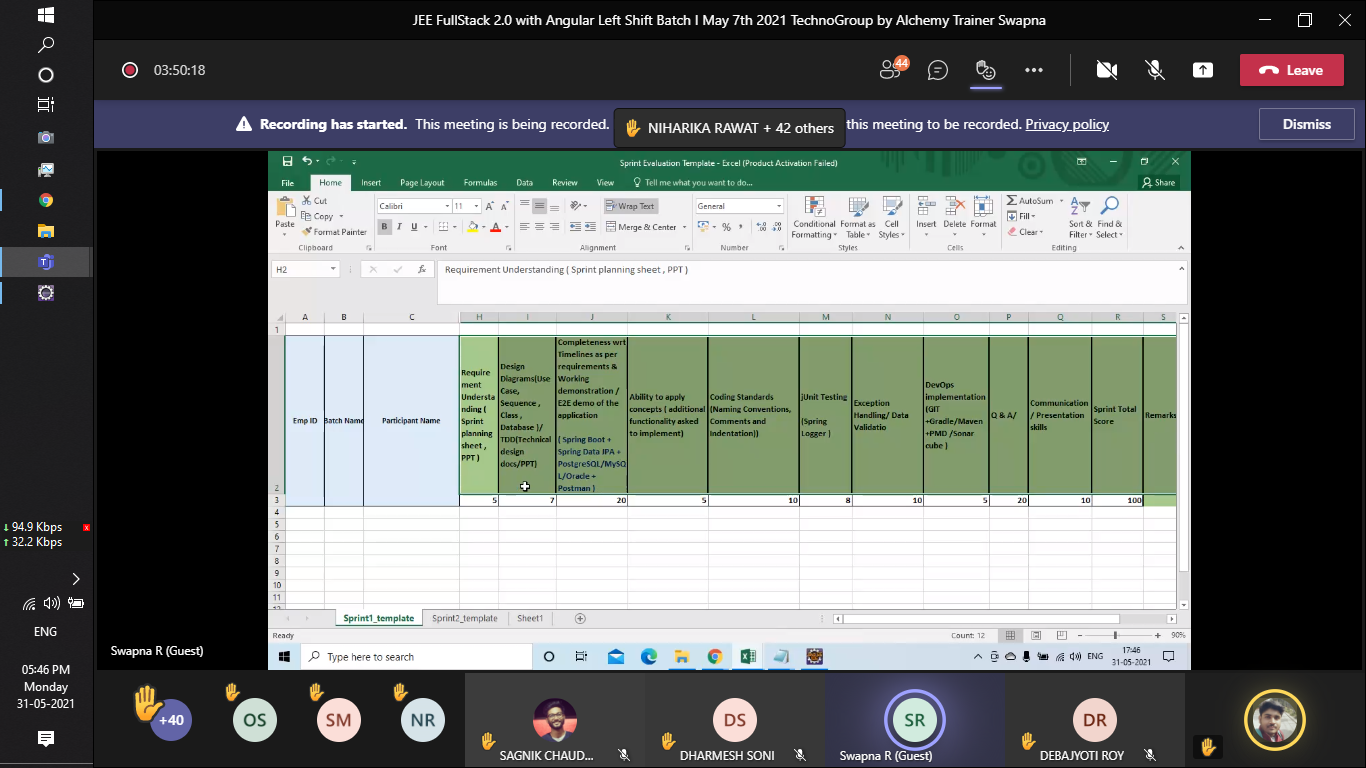 JEE FullStack 2.0 with Angular Left Shift Batch I May 7th 2021 TechnoGroup by Alchemy Trainer Swapna
03:50:18
44
Leave
Recording has started. This meeting is being recorded.
NIHARIKA RAWAT + 42 others
this meeting to be recorded. Privacy policy
Dismiss
Sprint Evaluation Template - Excel (Product Activation Failed)
File Home Insert Page Layout Formulas Data Review View Tell me what you want to do...
Share
Paste
Cut
Copy
Format Painter
Clipboard
Calibri 11
B I U
Font
Wrap Text
Merge & Center
Alignment
General
Number
Conditional Formatting
Format as Table
Cell Styles
Styles
Insert Delete Format
Cells
AutoSum
Fill
Clear
Sort & Filter
Find & Select
Editing
H2
fx
Requirement Understanding ( Sprint planning sheet , PPT )
A B C H I J K L M N O P Q R S
1
2
Emp ID
Batch Name
Participant Name
Require
ment
Understa
nding (
Sprint
planning
sheet ,
PPT )
Design
Diagrams(Use
Case,
Sequence ,
Class ,
Database )/
TDD(Technical
design
docs/PPT)
Completeness wrt
Timelines as per
requirements &
Working
demonstration /
E2E demo of the
application
( Spring Boot +
Spring Data JPA +
PostgreSQL/MySQ
L/Oracle +
Postman )
Ability to apply
concepts ( additional
functionality asked
to implement)
Coding Standards
(Naming Conventions,
Comments and
Indentation))
jUnit Testing
(Spring
Logger )
Exception
Handling/ Data
Validatio
DevOps
implementation
(GIT
+Gradle/Maven
+PMD /Sonar
cube )
Q & A/
Communication
/ Presentation
skills
Sprint Total
Score
Remarks
3 5 7 20 5 10 8 10 5 20 10 100
4
5
6
7
8
9
10
11
Sprint1_template Sprint2_template Sheet1
Ready
Count: 12
90%
Type here to search
ENG
17:46
31-05-2021
Swapna R (Guest)
94.9 Kbps
32.2 Kbps
ENG
05:46 PM
Monday
31-05-2021
+40
OS
SM
NR
SAGNIK CHAUD...
DS
DHARMESH SONI
SR
Swapna R (Guest)
DR
DEBAJYOTI ROY